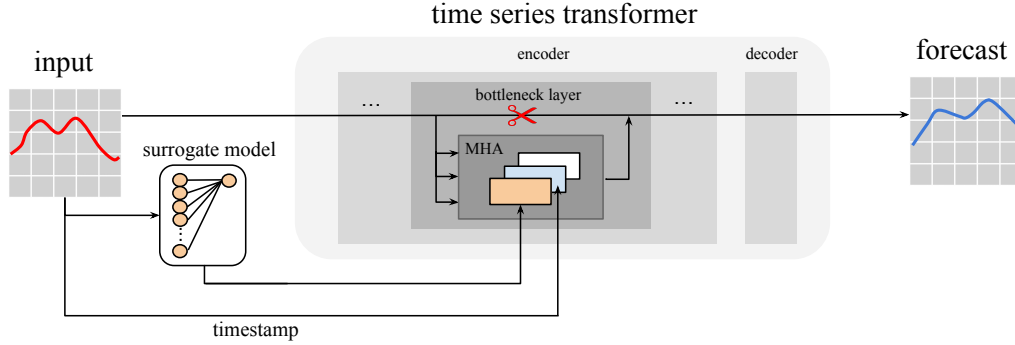 time series transformer
input
encoder
decoder
forecast
...
bottleneck layer
...
surrogate model
MHA
timestamp